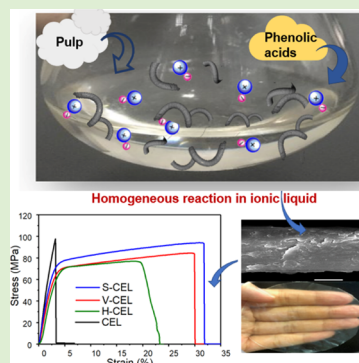 Pulp
Phenolic
acids
Homogeneous reaction in ionic liquid
120
100
80
60
40
20
0
Stress (MPa)
S-CEL
V-CEL
H-CEL
CEL
0 5 10 15 20 25 30 35
Strain (%)